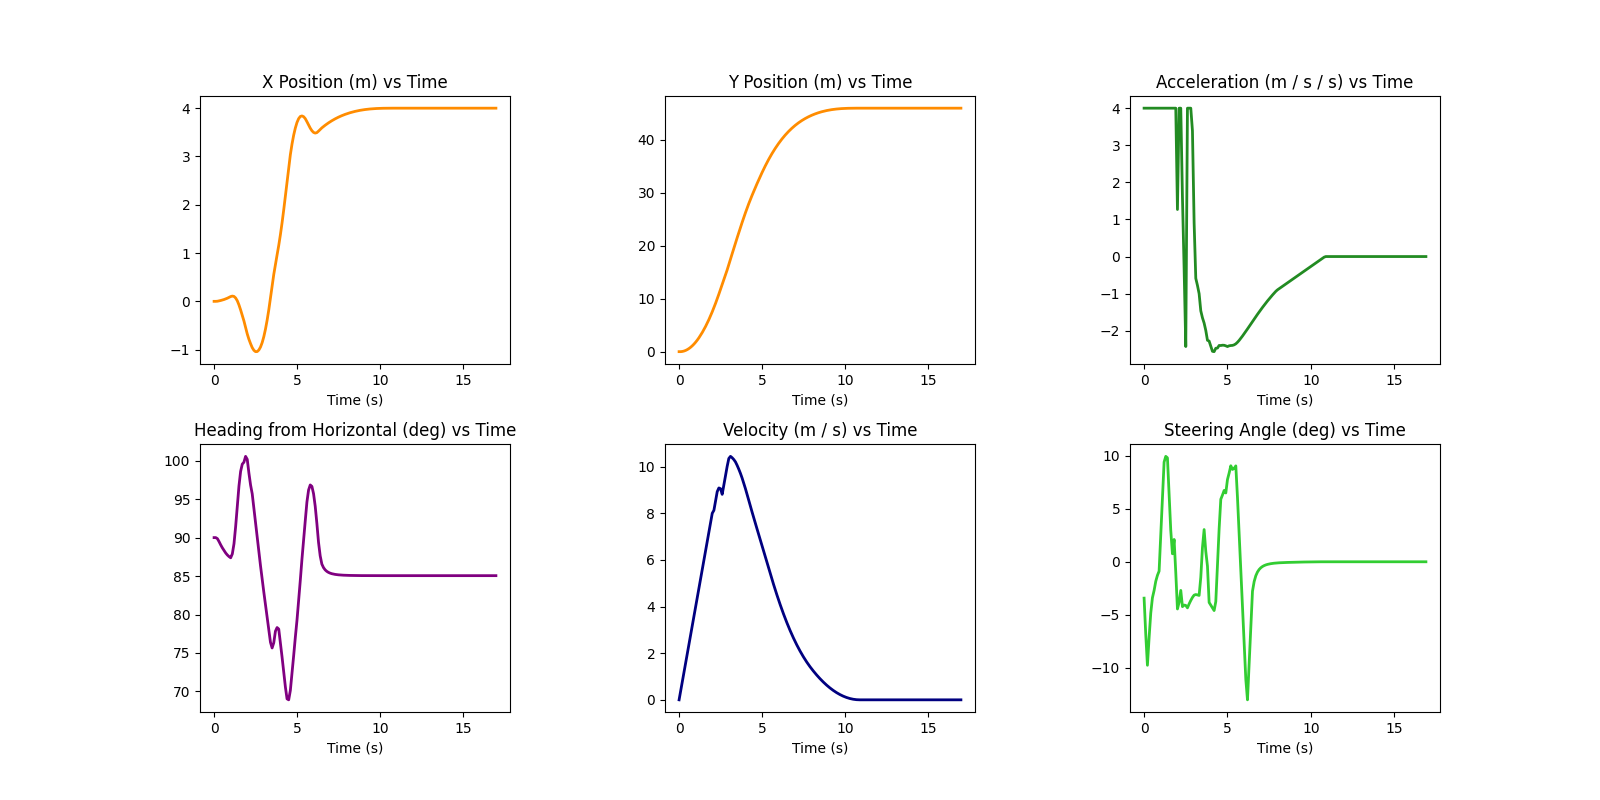 X Position (m) vs Time
4
3
2
1
0
−1
0 5 10 15
Time (s)
Y Position (m) vs Time
40
30
20
10
0
0 5 10 15
Time (s)
Acceleration (m / s / s) vs Time
4
3
2
1
0
−1
−2
0 5 10 15
Time (s)
Heading from Horizontal (deg) vs Time
100
95
90
85
80
75
70
0 5 10 15
Time (s)
Velocity (m / s) vs Time
10
8
6
4
2
0
0 5 10 15
Time (s)
Steering Angle (deg) vs Time
10
5
0
−5
−10
0 5 10 15
Time (s)